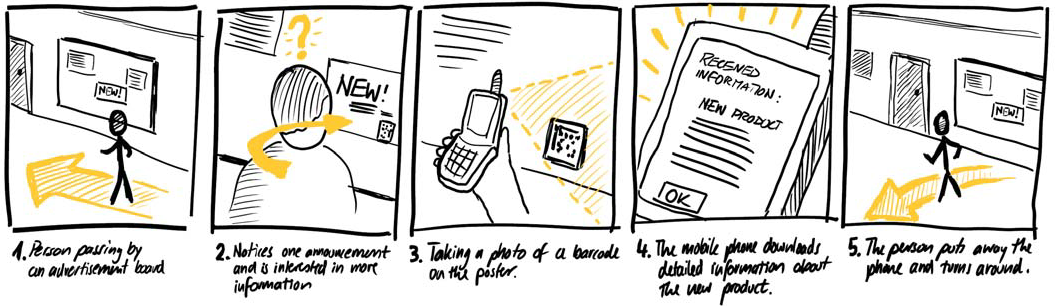 NEW!
NEW!
RECEIVED
INFORMATION:
NEW PRODUCT
OK
NEW!
1. Person passing by
an advertisement board
2. Notices one announcement
and is interested in more
information
3. Taking a photo of a barcode
on the poster.
4. The mobile phone downloads
detailed information about
the new product.
5. The person puts away the
phone and turns around.